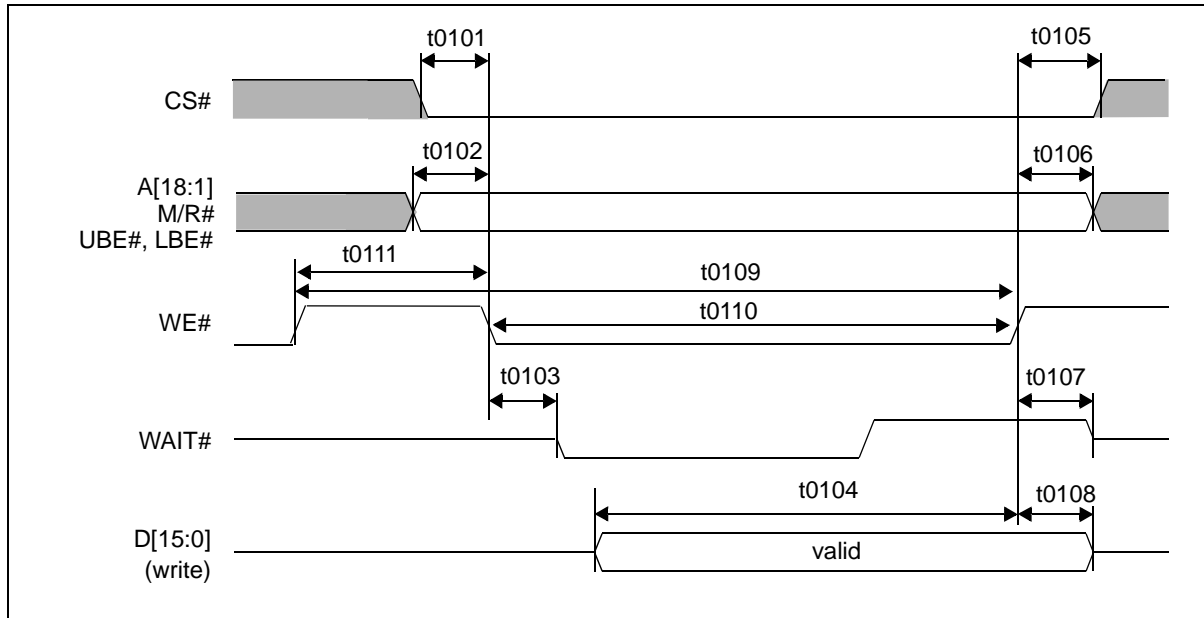 t0101
t0105
CS#
t0102
t0106
A[18:1]
M/R#
UBE#, LBE#
t0111
t0109
WE#
t0110
t0103
t0107
WAIT#
t0104
t0108
D[15:0]
(write)
valid